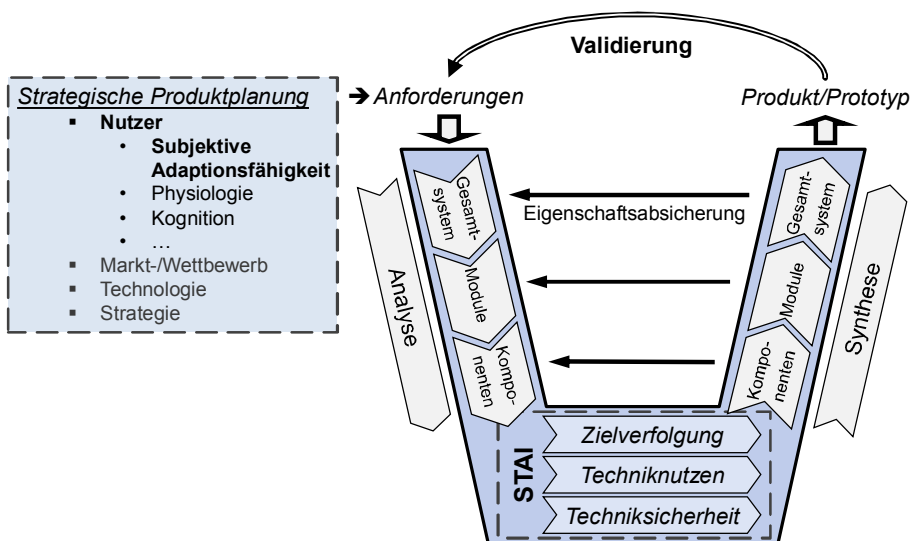 Validierung
Strategische Produktplanung
▪ Nutzer
• Subjektive
Adaptionsfähigkeit
• Physiologie
• Kognition
• ...
▪ Markt-/Wettbewerb
▪ Technologie
▪ Strategie
➔ Anforderungen
Produkt/Prototyp
Analyse
Gesamt-
system
Module
Kompo-
nenten
Eigenschaftsabsicherung
Gesamt-
system
Module
Kompo-
nenten
Synthese
STAI
Zielverfolgung
Techniknutzen
Techniksicherheit